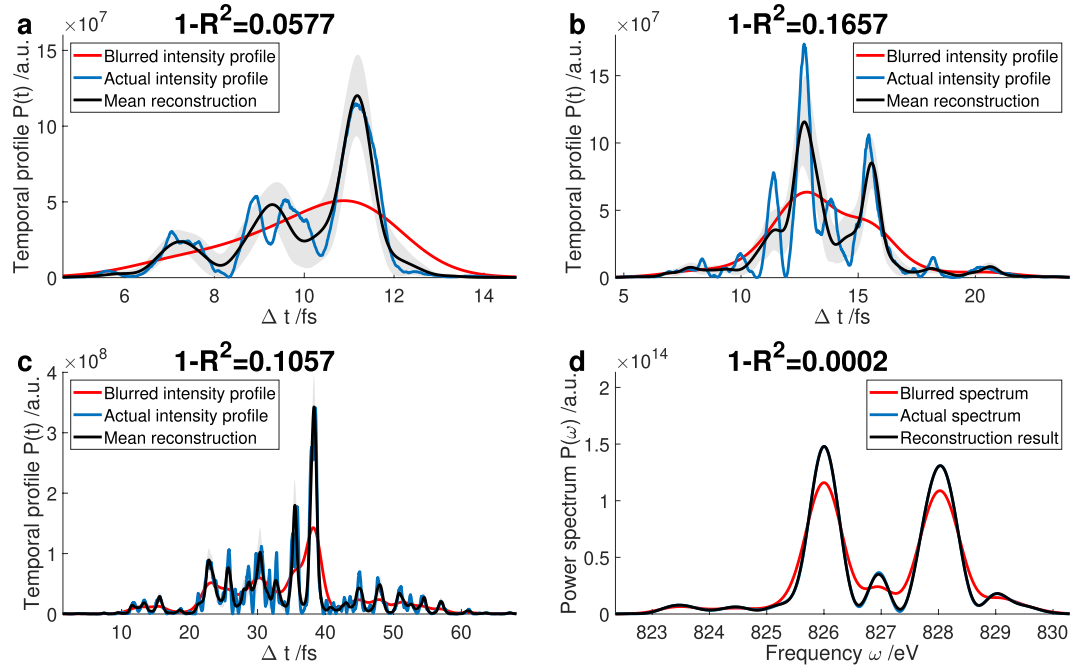 a ×10⁷ 1-R²=0.0577
Blurred intensity profile
Actual intensity profile
Mean reconstruction
Temporal profile P(t) /a.u.
15
10
5
0
6 8 10 12 14
Δ t /fs
b ×10⁷ 1-R²=0.1657
Blurred intensity profile
Actual intensity profile
Mean reconstruction
Temporal profile P(t) /a.u.
15
10
5
0
5 10 15 20
Δ t /fs
c ×10⁸ 1-R²=0.1057
Blurred intensity profile
Actual intensity profile
Mean reconstruction
Temporal profile P(t) /a.u.
4
3
2
1
0
10 20 30 40 50 60
Δ t /fs
d ×10¹⁴ 1-R²=0.0002
Blurred spectrum
Actual spectrum
Reconstruction result
Power spectrum P(ω) /a.u.
2
1.5
1
0.5
0
823 824 825 826 827 828 829 830
Frequency ω /eV